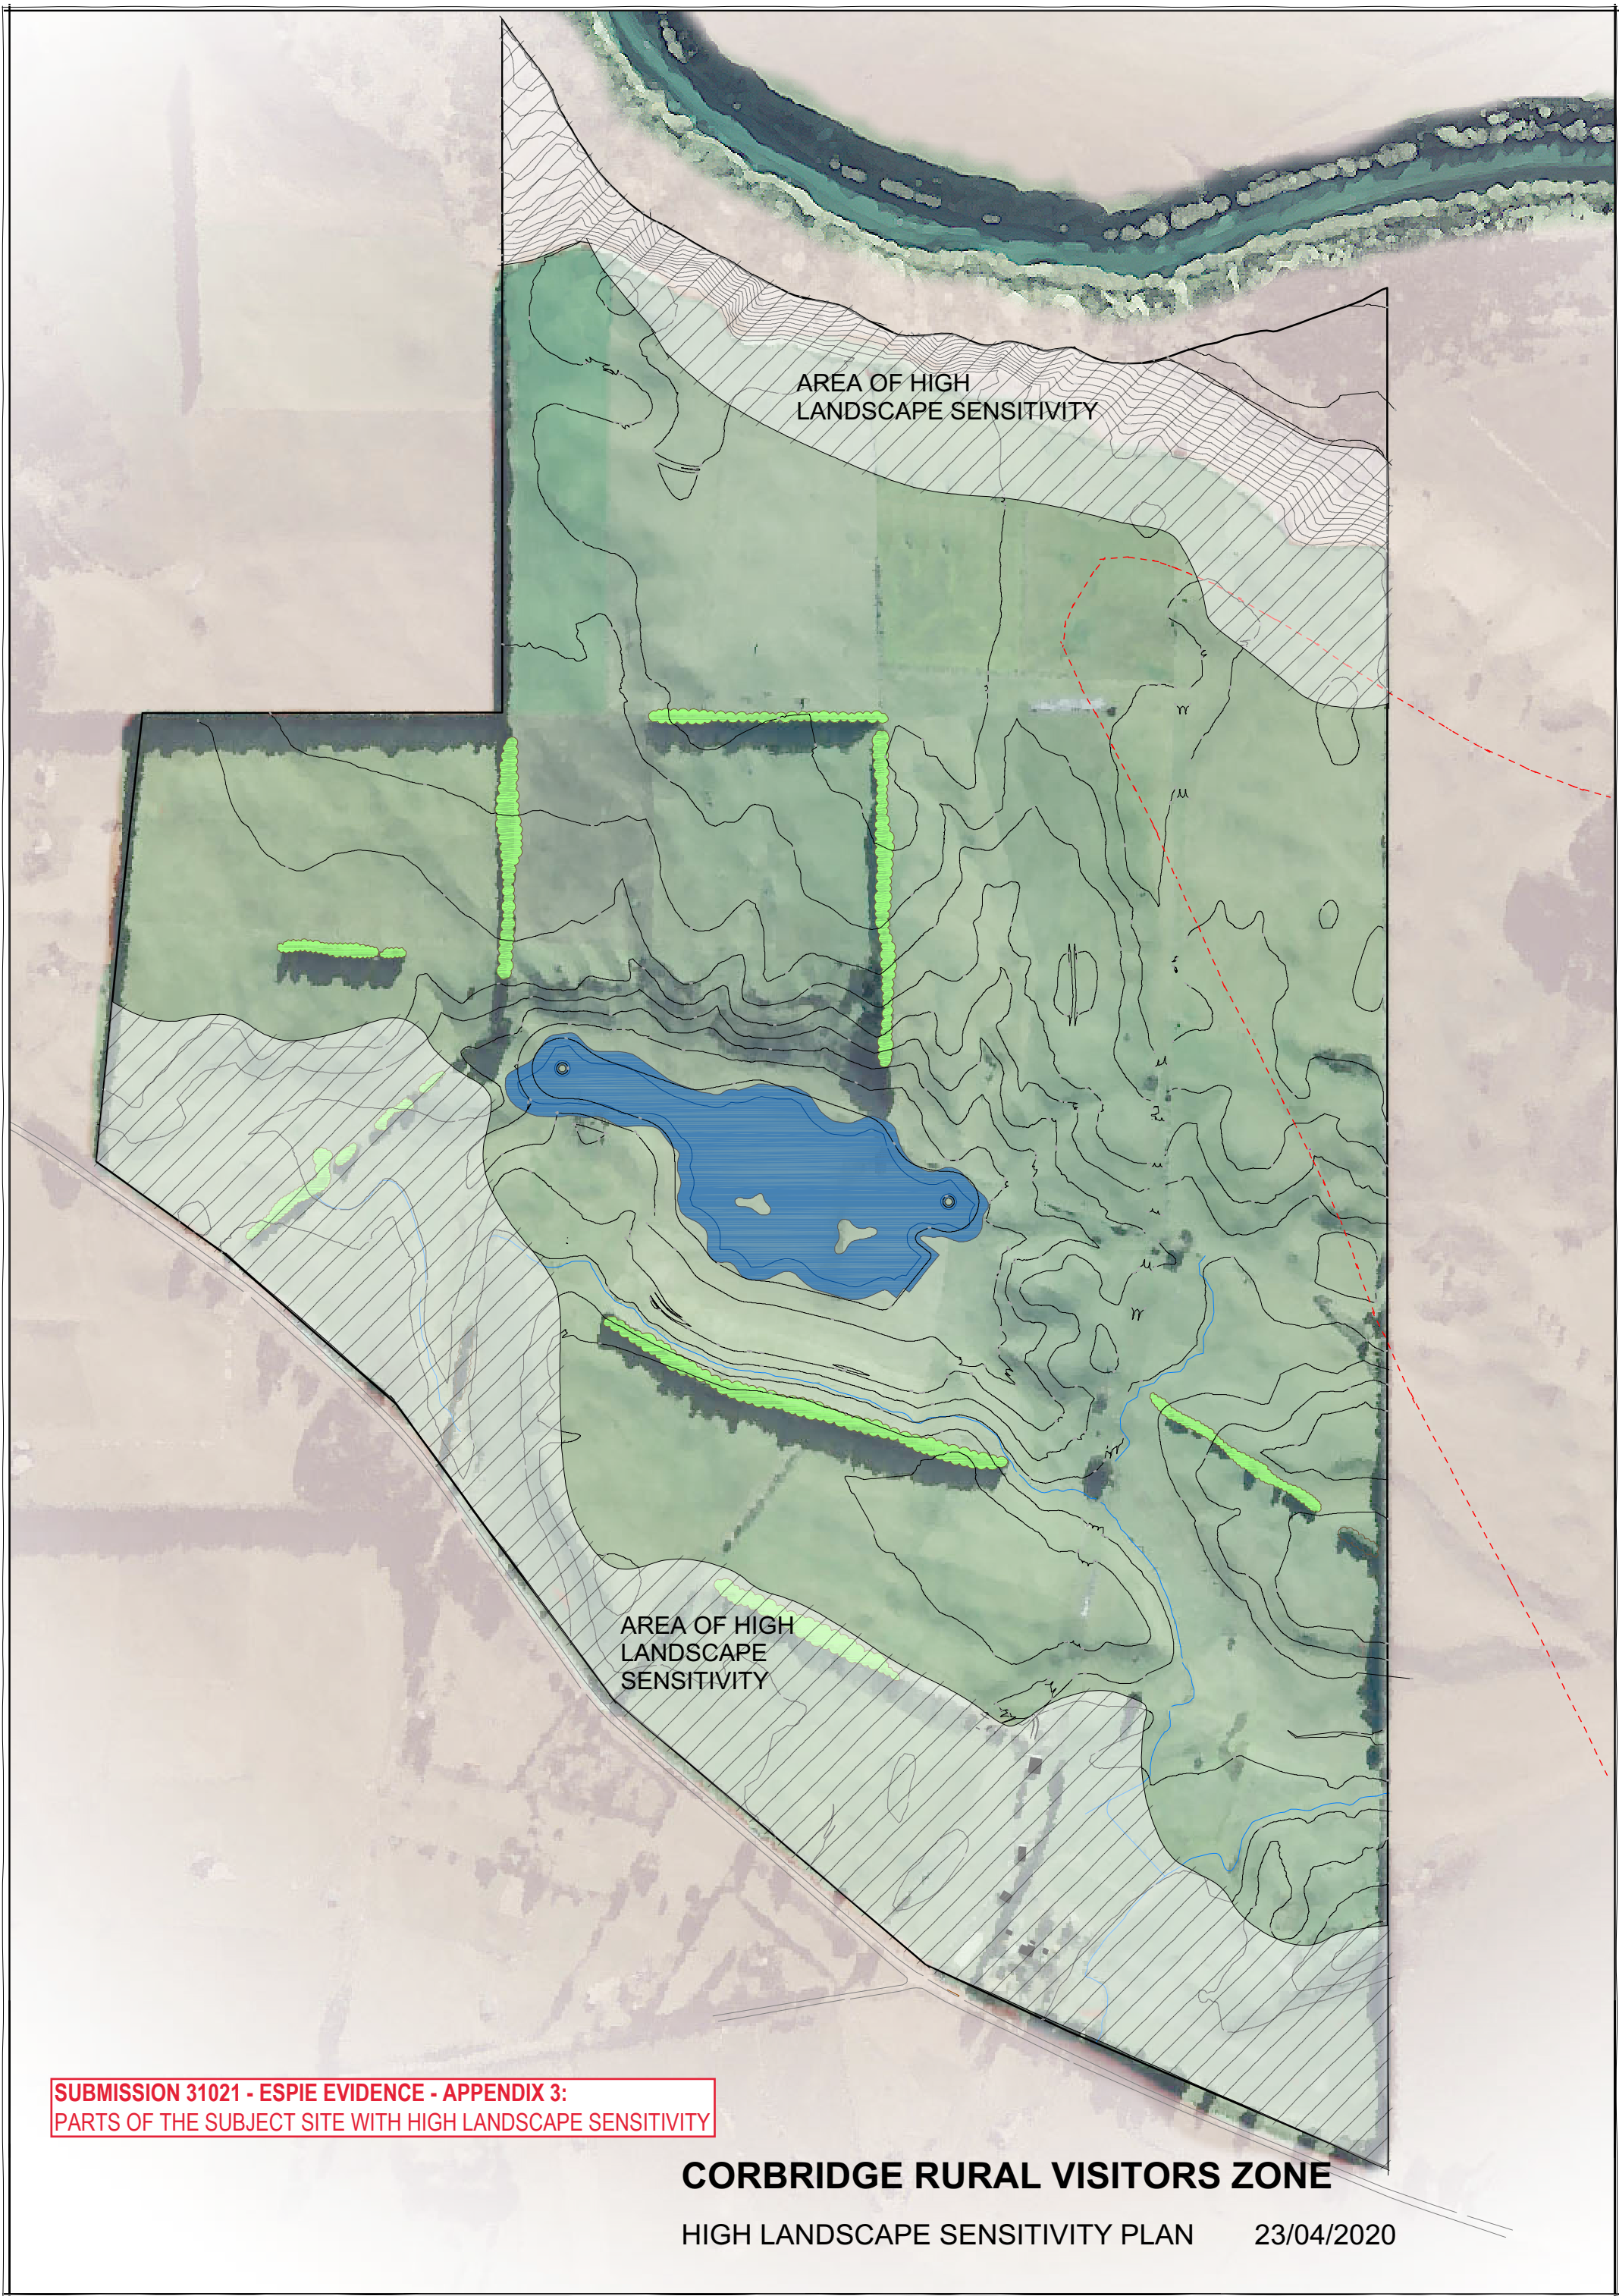 AREA OF HIGH
LANDSCAPE SENSITIVITY
AREA OF HIGH
LANDSCAPE
SENSITIVITY
SUBMISSION 31021 - ESPIE EVIDENCE - APPENDIX 3:
PARTS OF THE SUBJECT SITE WITH HIGH LANDSCAPE SENSITIVITY
CORBRIDGE RURAL VISITORS ZONE
HIGH LANDSCAPE SENSITIVITY PLAN 23/04/2020